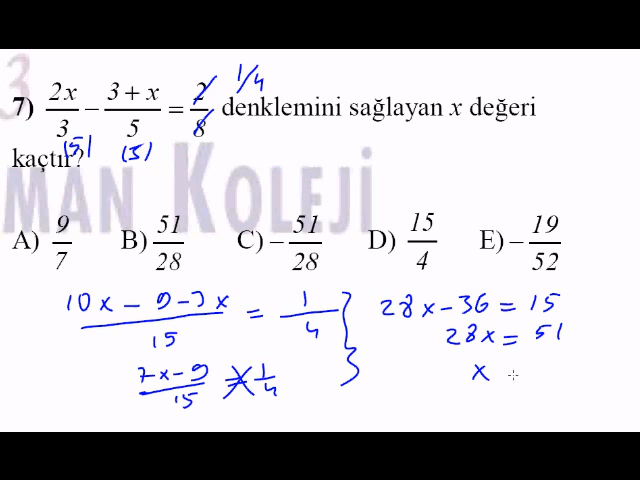 3
1/4
7) 2x/3 − 3+x/5 = 2/8 denklemini sağlayan x değeri
(5) (3)
kaçtır?
MAN KOLEJİ
A) 9/7 B) 51/28 C) −51/28 D) 15/4 E) −19/52
10x − 9 − 3x / 15 = 1/4 } 28x − 36 = 15
28x = 51
7x − 9 / 15 = 1/4 x